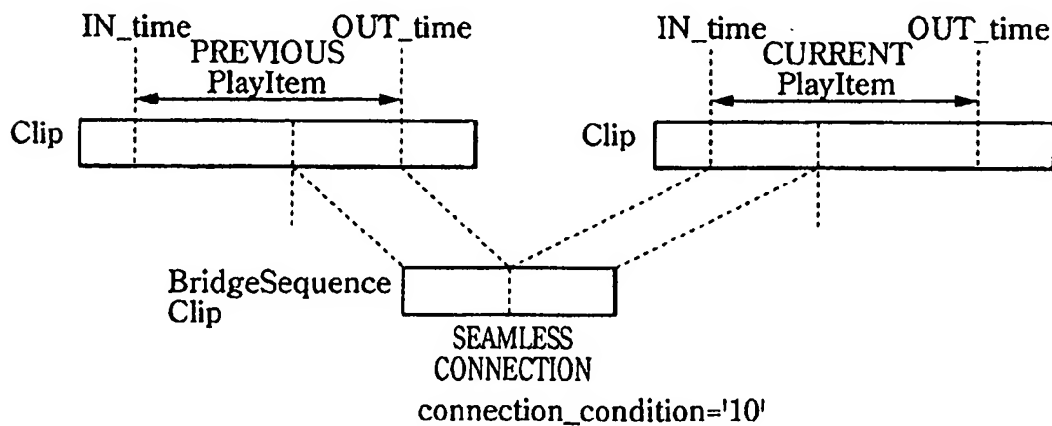 IN_time
OUT_time
PREVIOUS
PlayItem
Clip
IN_time
OUT_time
CURRENT
PlayItem
Clip
BridgeSequence
Clip
SEAMLESS
CONNECTION
connection_condition='10'